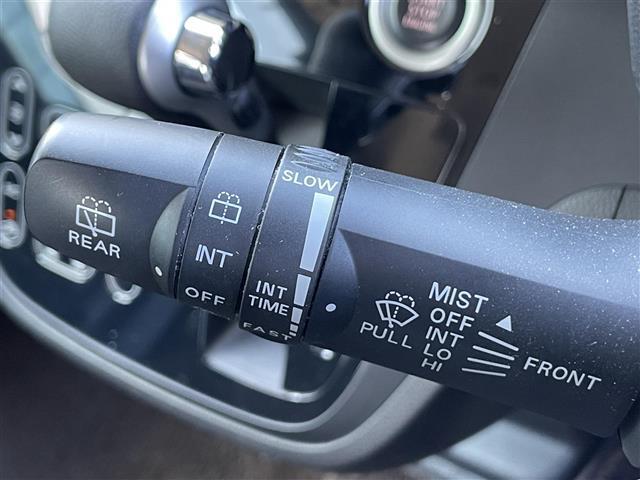 REAR
INT
OFF
SLOW
INT
TIME
FAST
PULL
MIST
OFF
INT
LO
HI
FRONT